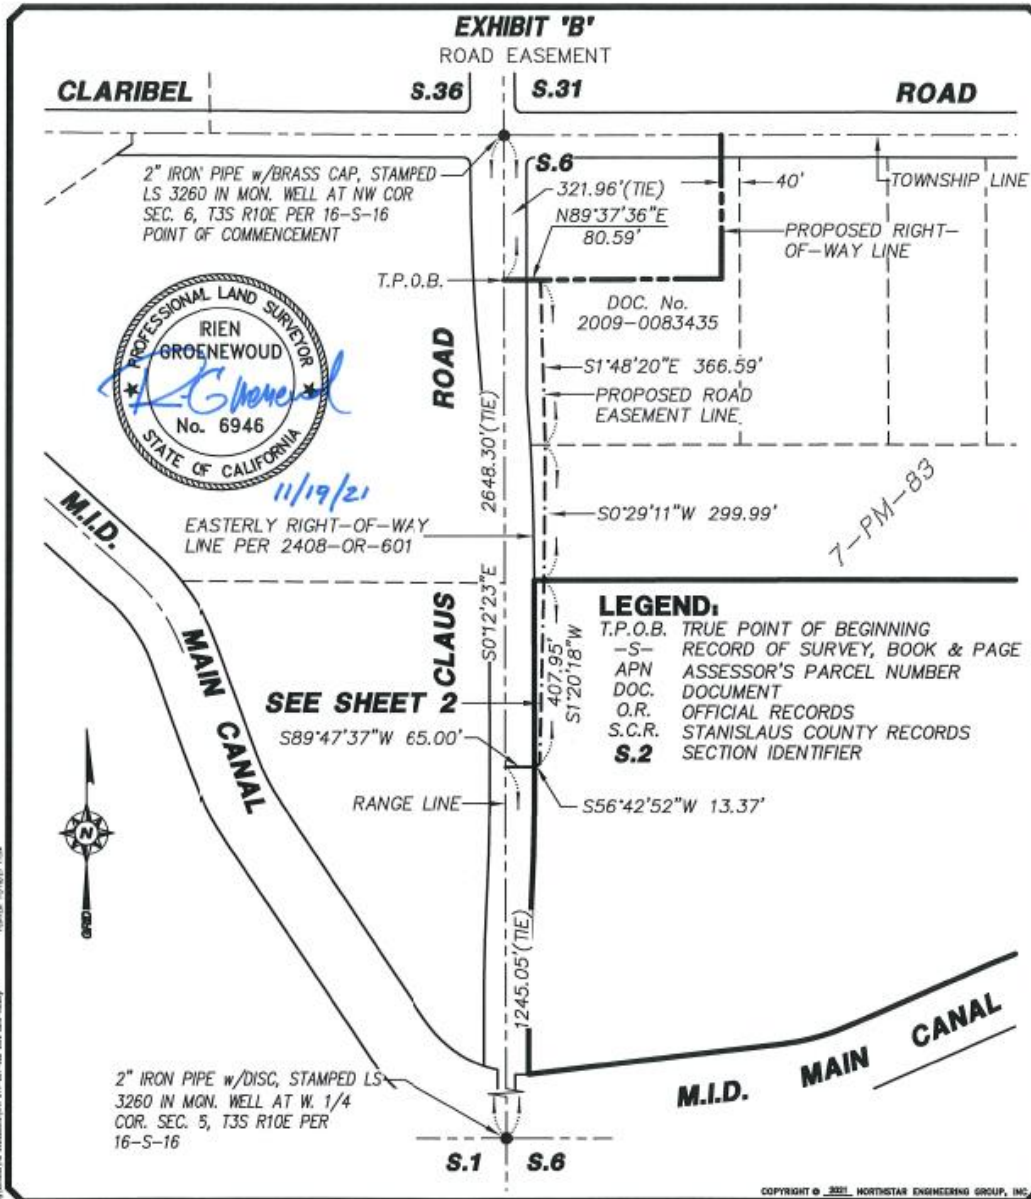 EXHIBIT 'B'
ROAD EASEMENT
CLARIBEL
S.36
S.31
ROAD
2" IRON PIPE w/BRASS CAP, STAMPED
LS 3260 IN MON. WELL AT NW COR
SEC. 6, T3S R10E PER 16-S-16
POINT OF COMMENCEMENT
S.6
321.96'(TIE)
N89°37'36"E
80.59'
40'
TOWNSHIP LINE
PROPOSED RIGHT-
OF-WAY LINE
T.P.O.B.
DOC. No.
2009-0083435
PROFESSIONAL LAND SURVEYOR
RIEN
GROENEWOUD
No. 6946
STATE OF CALIFORNIA
11/19/21
ROAD
2648.30'(TIE)
S1°48'20"E 366.59'
PROPOSED ROAD
EASEMENT LINE
S0°29'11"W 299.99'
7-PM-83
EASTERLY RIGHT-OF-WAY
LINE PER 2408-OR-601
M.I.D.
MAIN CANAL
S0°12'23"E
CLAUS
407.95'
S1°20'18"W
LEGEND:
T.P.O.B. TRUE POINT OF BEGINNING
-S- RECORD OF SURVEY, BOOK & PAGE
APN ASSESSOR'S PARCEL NUMBER
DOC. DOCUMENT
O.R. OFFICIAL RECORDS
S.C.R. STANISLAUS COUNTY RECORDS
S.2 SECTION IDENTIFIER
SEE SHEET 2
S89°47'37"W 65.00'
RANGE LINE
S56°42'52"W 13.37'
N
GRID
1245.05'(TIE)
M.I.D. MAIN CANAL
2" IRON PIPE w/DISC, STAMPED LS
3260 IN MON. WELL AT W. 1/4
COR. SEC. 5, T3S R10E PER
16-S-16
S.1
S.6
COPYRIGHT © 2021 NORTHSTAR ENGINEERING GROUP, INC.